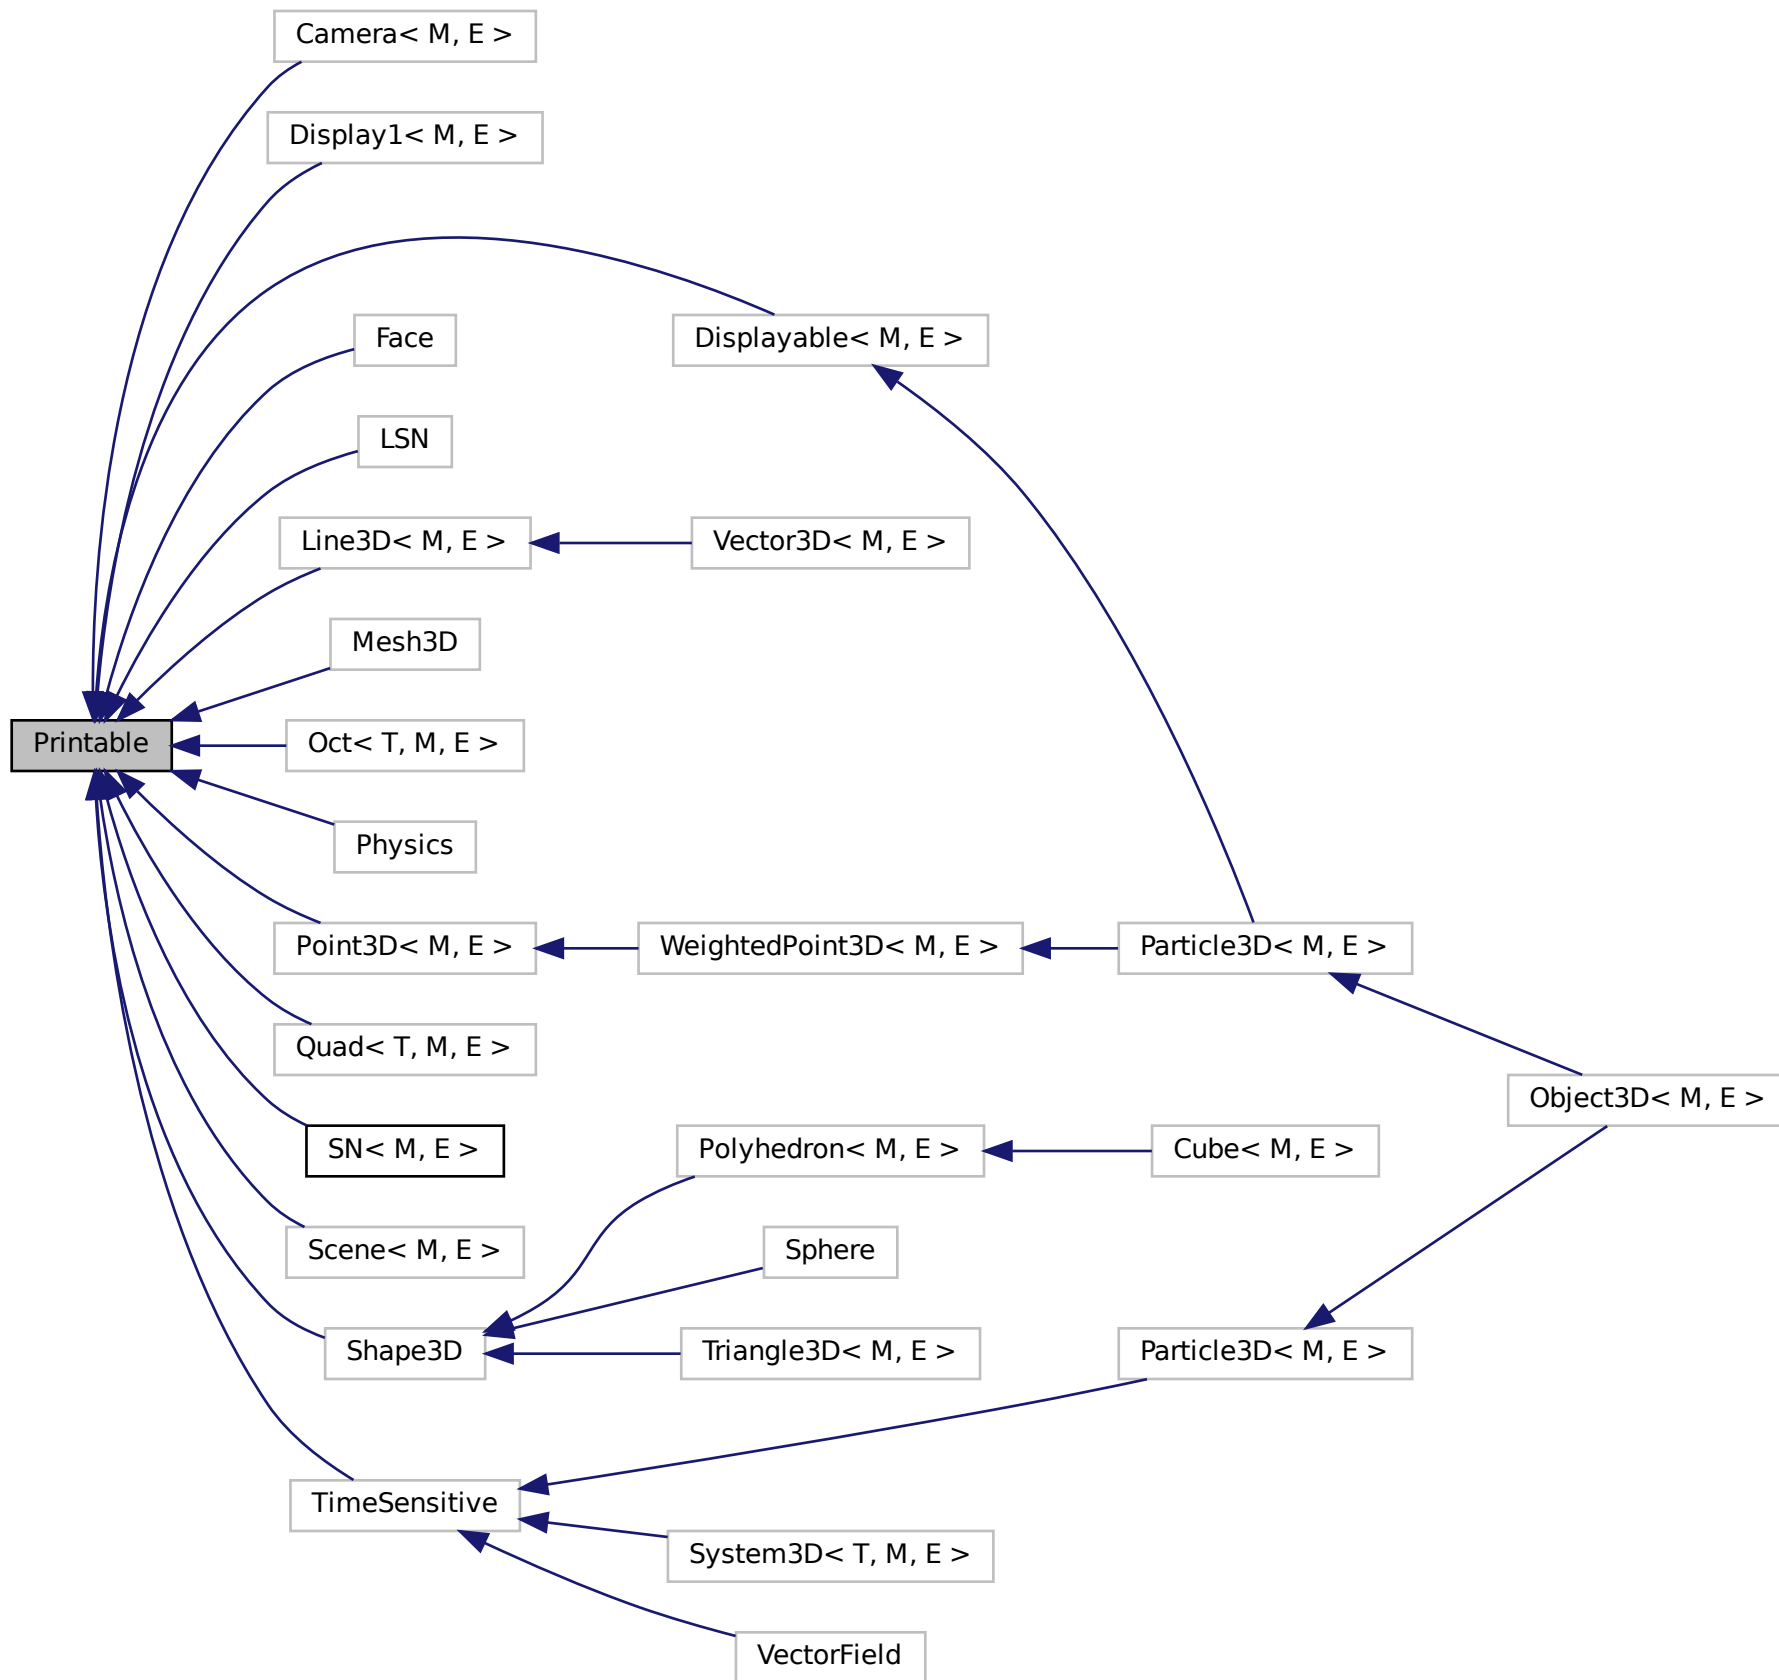 Camera< M, E >
Display1< M, E >
Face
Displayable< M, E >
LSN
Line3D< M, E >
Vector3D< M, E >
Mesh3D
Printable
Oct< T, M, E >
Physics
Point3D< M, E >
WeightedPoint3D< M, E >
Particle3D< M, E >
Quad< T, M, E >
Object3D< M, E >
SN< M, E >
Polyhedron< M, E >
Cube< M, E >
Scene< M, E >
Sphere
Shape3D
Triangle3D< M, E >
Particle3D< M, E >
TimeSensitive
System3D< T, M, E >
VectorField